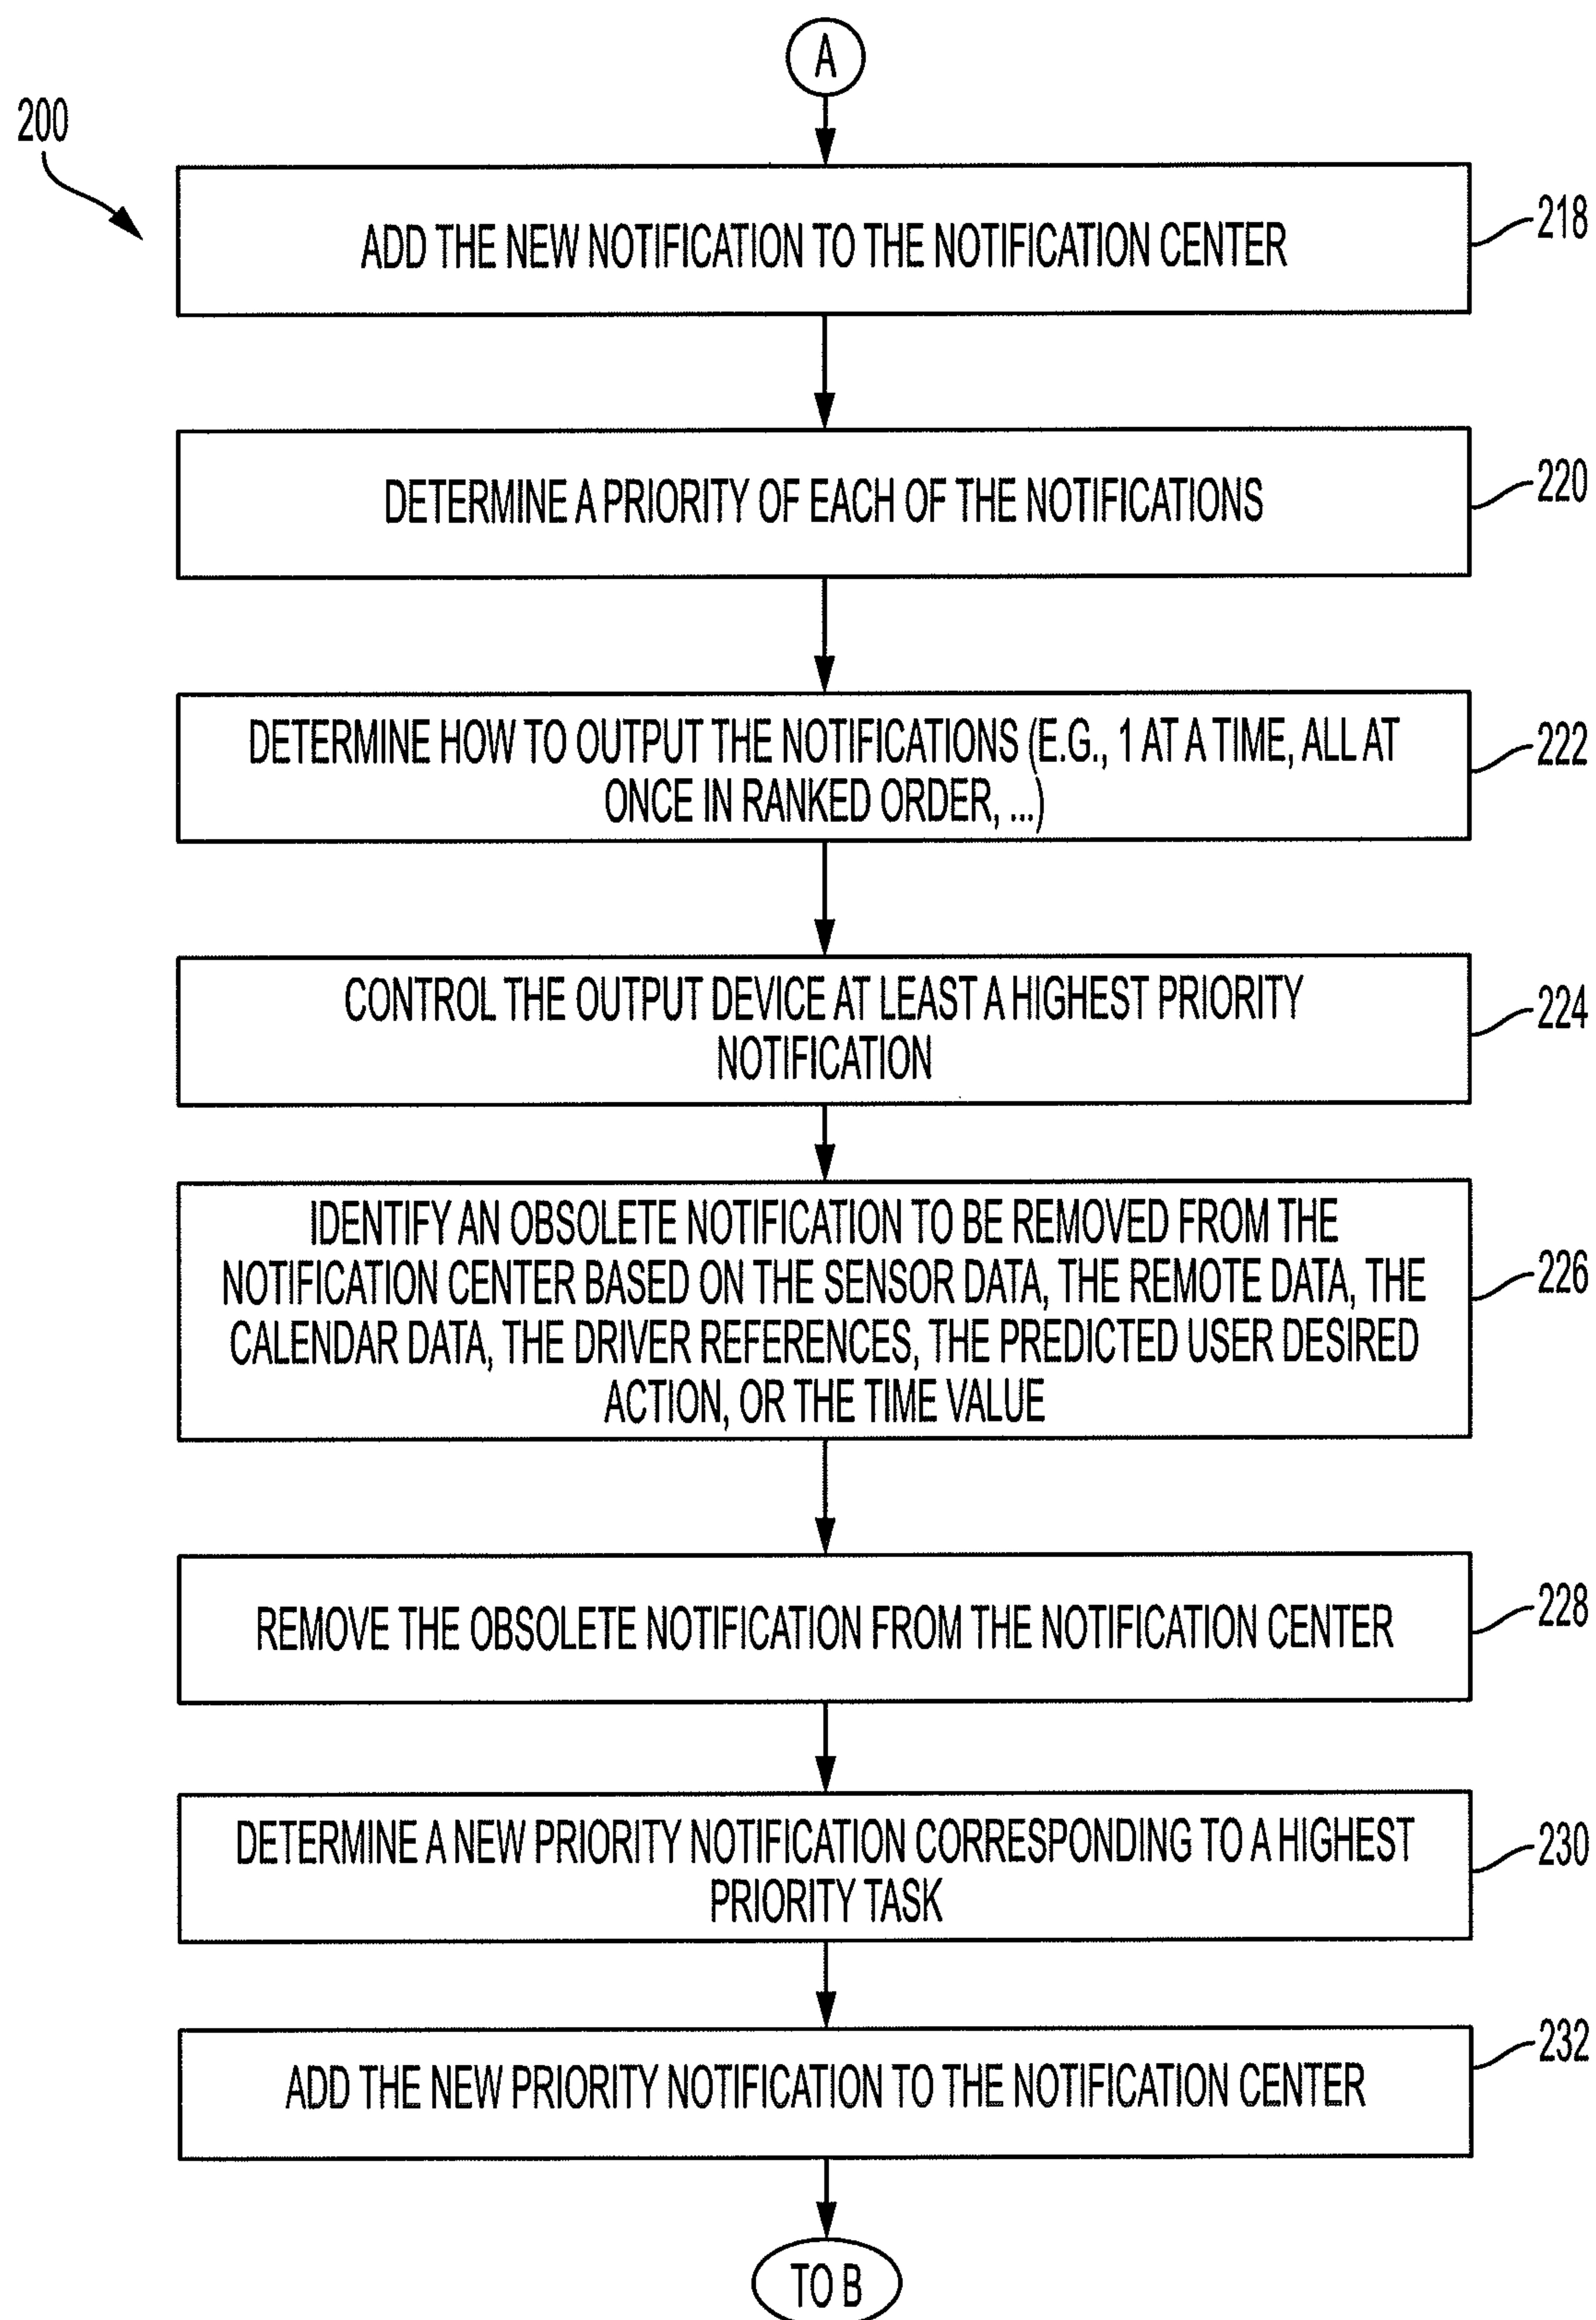 A
200
ADD THE NEW NOTIFICATION TO THE NOTIFICATION CENTER
218
DETERMINE A PRIORITY OF EACH OF THE NOTIFICATIONS
220
DETERMINE HOW TO OUTPUT THE NOTIFICATIONS (E.G., 1 AT A TIME, ALL AT
ONCE IN RANKED ORDER, ...)
222
CONTROL THE OUTPUT DEVICE AT LEAST A HIGHEST PRIORITY
NOTIFICATION
224
IDENTIFY AN OBSOLETE NOTIFICATION TO BE REMOVED FROM THE
NOTIFICATION CENTER BASED ON THE SENSOR DATA, THE REMOTE DATA, THE
CALENDAR DATA, THE DRIVER REFERENCES, THE PREDICTED USER DESIRED
ACTION, OR THE TIME VALUE
226
REMOVE THE OBSOLETE NOTIFICATION FROM THE NOTIFICATION CENTER
228
DETERMINE A NEW PRIORITY NOTIFICATION CORRESPONDING TO A HIGHEST
PRIORITY TASK
230
ADD THE NEW PRIORITY NOTIFICATION TO THE NOTIFICATION CENTER
232
TO B